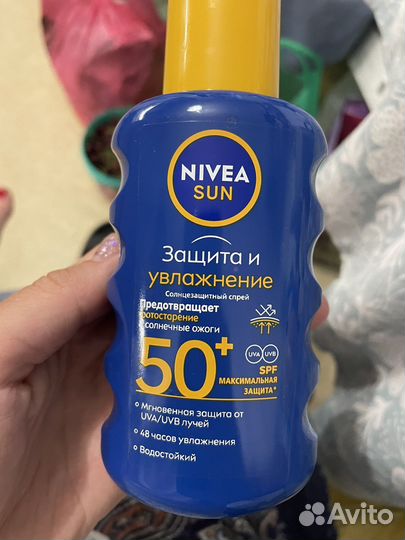 NIVEA
SUN
Защита и
увлажнение
Солнцезащитный спрей
Предотвращает
фотостарение
солнечные ожоги
50+
UVA UVB
SPF
МАКСИМАЛЬНАЯ
ЗАЩИТА*
Мгновенная защита от
UVA/UVB лучей
48 часов увлажнения
Водостойкий
Avito